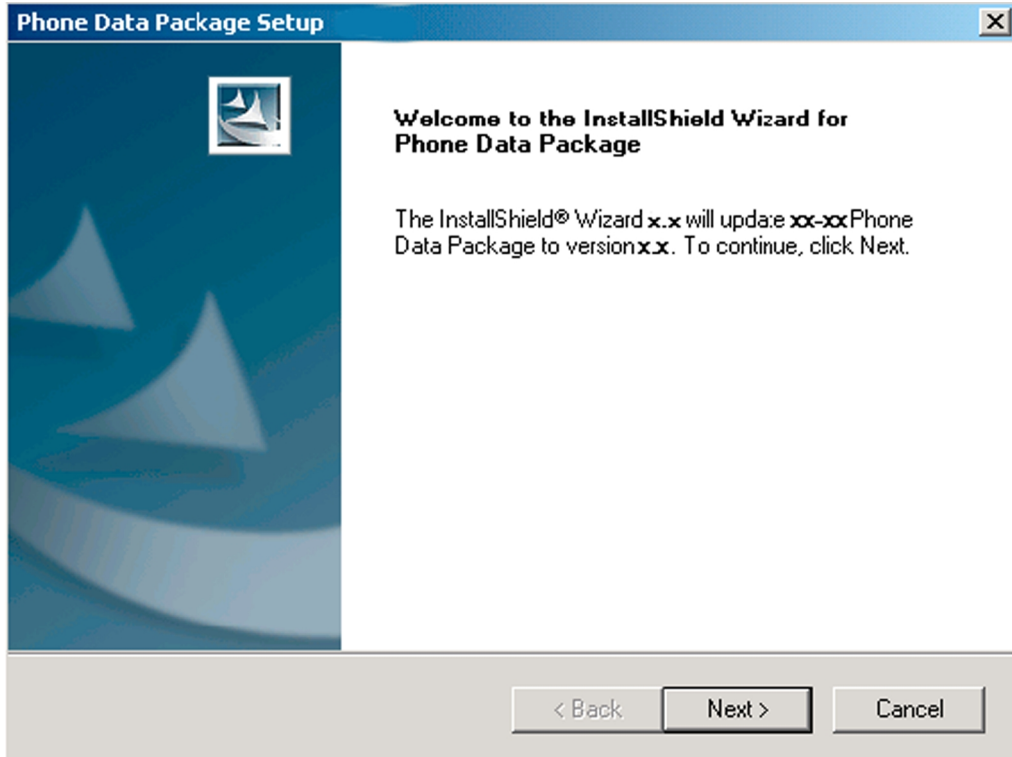 Phone Data Package Setup
Welcome to the InstallShield Wizard for
Phone Data Package
The InstallShield® Wizard x.x will update xx-xx Phone
Data Package to version x.x. To continue, click Next.
< Back
Next >
Cancel